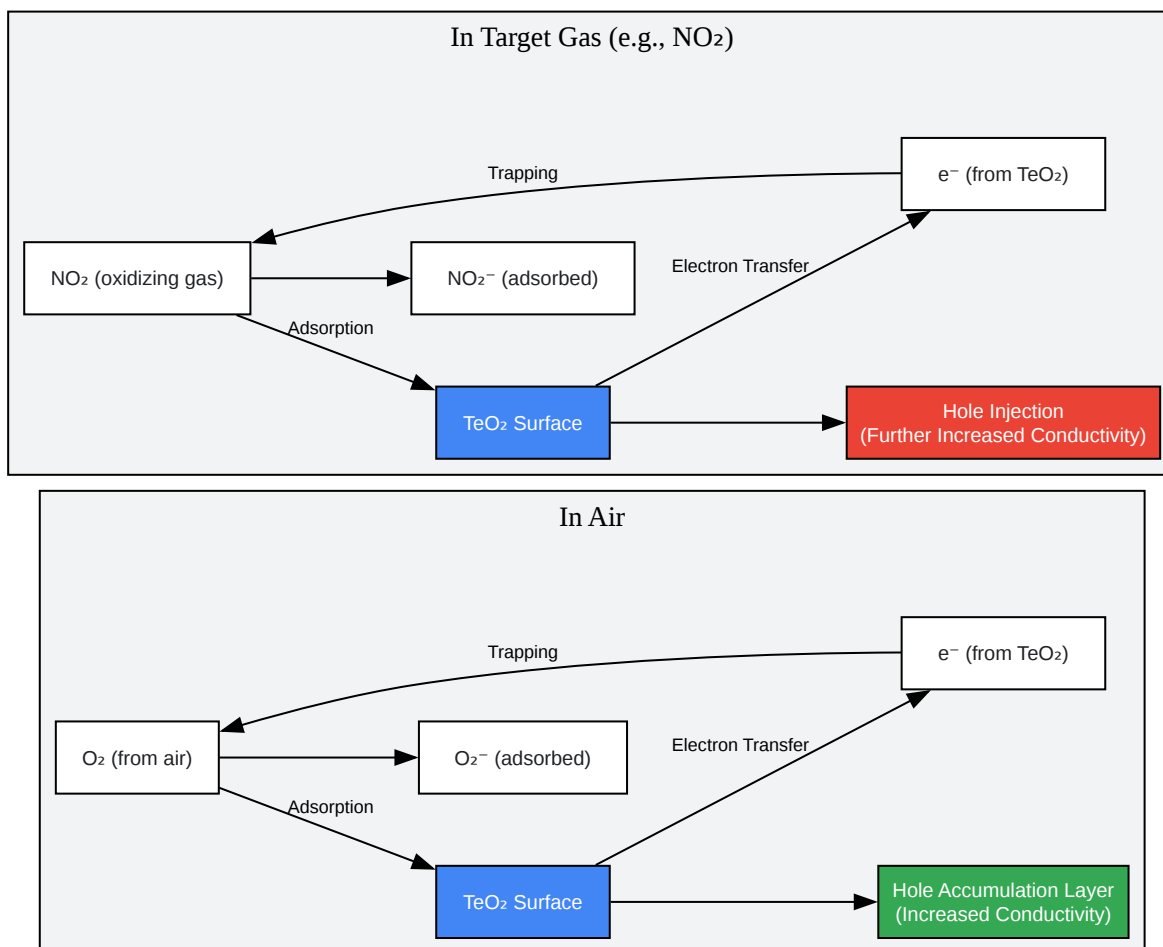 In Target Gas (e.g., NO₂)
e⁻ (from TeO₂)
Trapping
Electron Transfer
NO₂ (oxidizing gas)
NO₂⁻ (adsorbed)
Adsorption
TeO₂ Surface
Hole Injection
(Further Increased Conductivity)
In Air
e⁻ (from TeO₂)
Trapping
Electron Transfer
O₂ (from air)
O₂⁻ (adsorbed)
Adsorption
TeO₂ Surface
Hole Accumulation Layer
(Increased Conductivity)